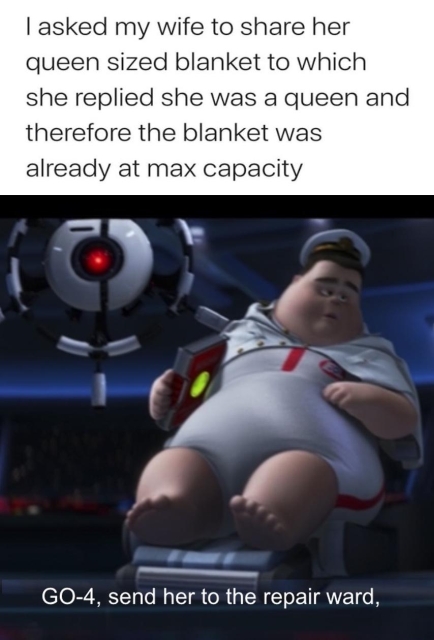 I asked my wife to share her
queen sized blanket to which
she replied she was a queen and
therefore the blanket was
already at max capacity
GO-4, send her to the repair ward,